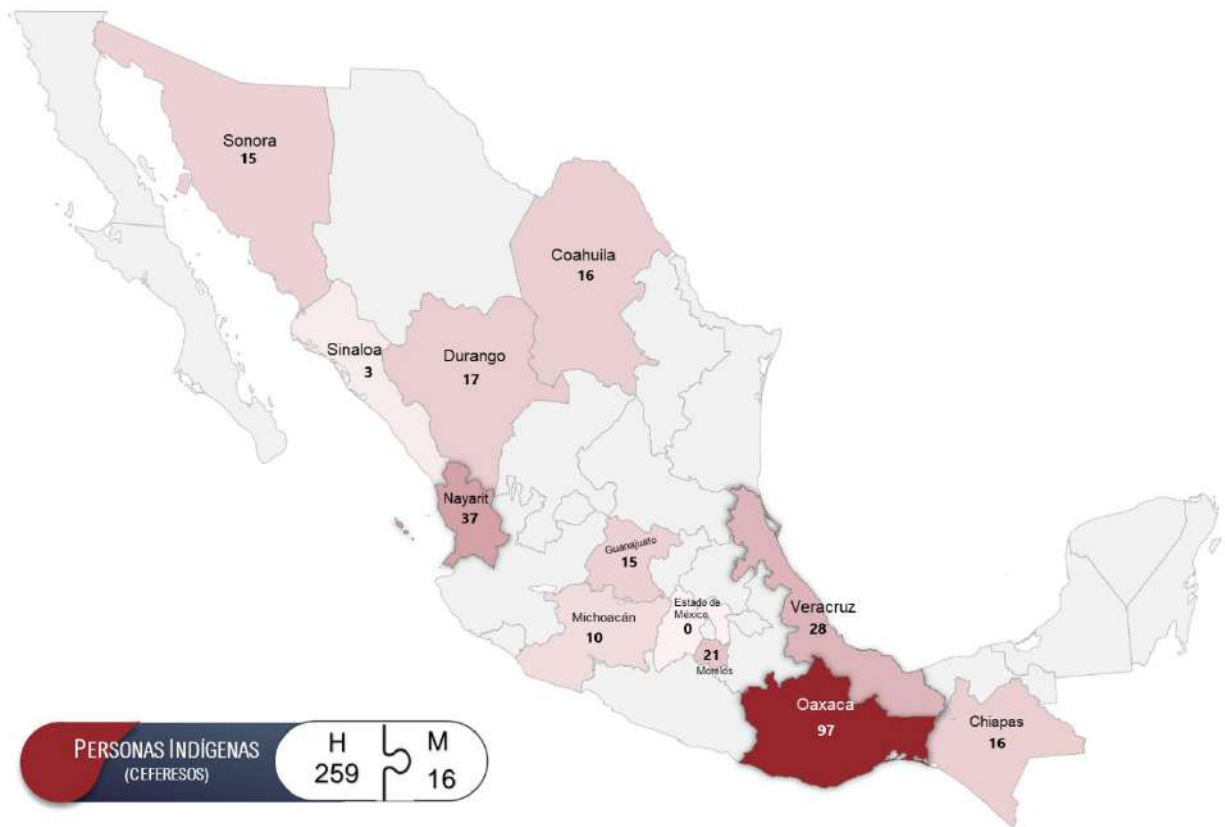 Sonora
15
Coahuila
16
Sinaloa
3
Durango
17
Nayarit
37
Guanajuato
15
Michoacán
10
Estado de
México
0
21
Morelos
Veracruz
28
Oaxaca
97
Chiapas
16
PERSONAS INDÍGENAS
(CEFERESOS)
H
259
M
16